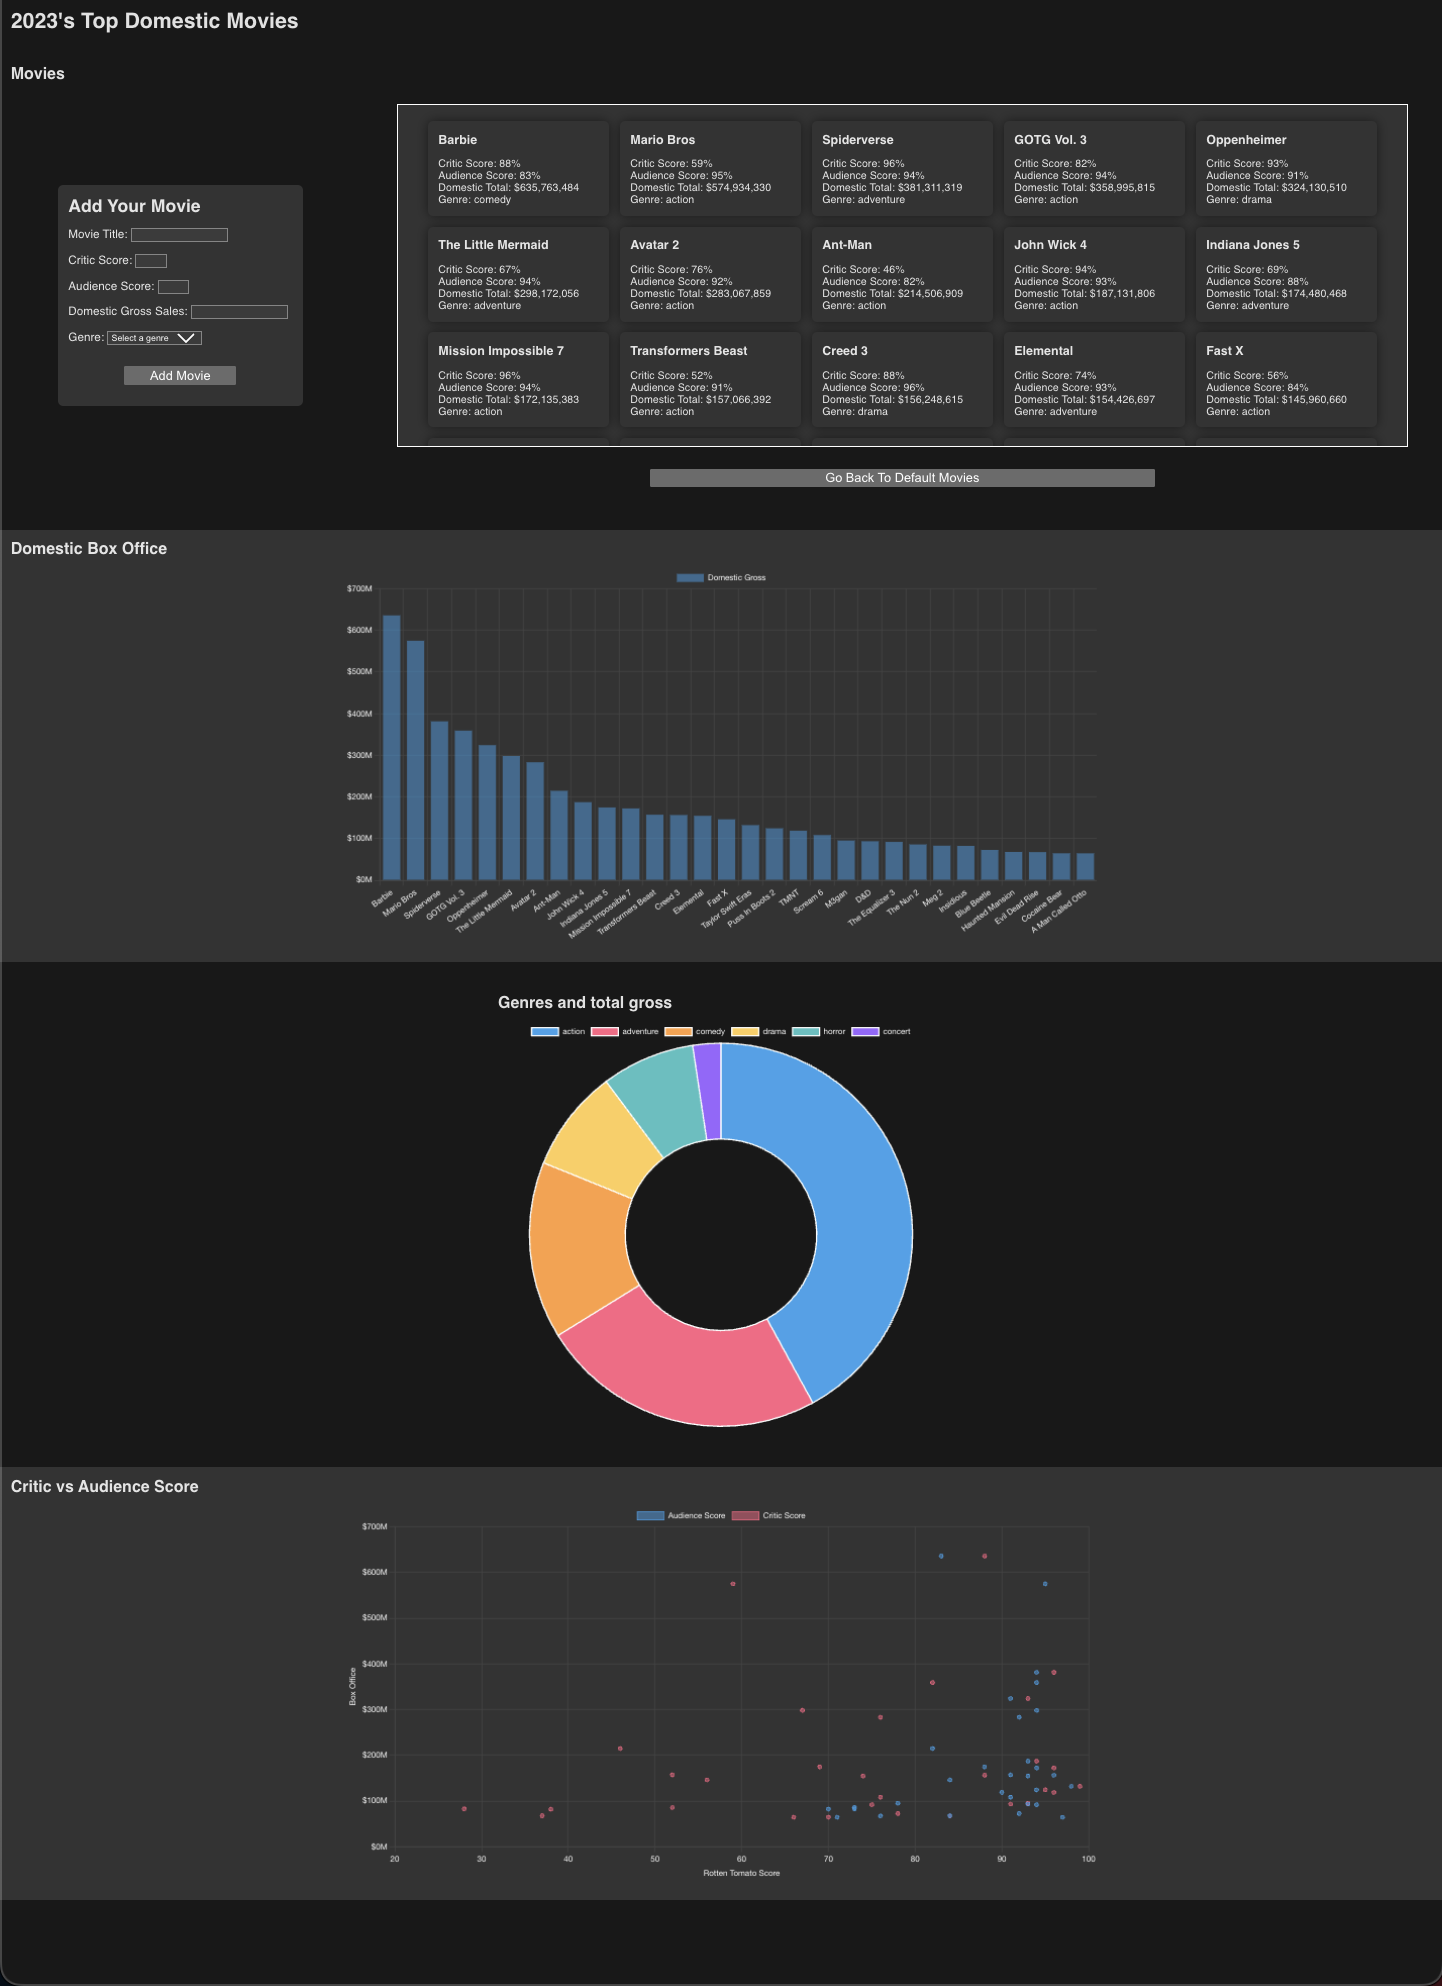 2023's Top Domestic Movies
Movies
Add Your Movie
Movie Title:
Critic Score:
Audience Score:
Domestic Gross Sales:
Genre: Select a genre
Add Movie
Barbie
Critic Score: 88%
Audience Score: 83%
Domestic Total: $635,763,484
Genre: comedy
Mario Bros
Critic Score: 59%
Audience Score: 95%
Domestic Total: $574,934,330
Genre: action
Spiderverse
Critic Score: 96%
Audience Score: 94%
Domestic Total: $381,311,319
Genre: adventure
GOTG Vol. 3
Critic Score: 82%
Audience Score: 94%
Domestic Total: $358,995,815
Genre: action
Oppenheimer
Critic Score: 93%
Audience Score: 91%
Domestic Total: $324,130,510
Genre: drama
The Little Mermaid
Critic Score: 67%
Audience Score: 94%
Domestic Total: $298,172,056
Genre: adventure
Avatar 2
Critic Score: 76%
Audience Score: 92%
Domestic Total: $283,067,859
Genre: action
Ant-Man
Critic Score: 46%
Audience Score: 82%
Domestic Total: $214,506,909
Genre: action
John Wick 4
Critic Score: 94%
Audience Score: 93%
Domestic Total: $187,131,806
Genre: action
Indiana Jones 5
Critic Score: 69%
Audience Score: 88%
Domestic Total: $174,480,468
Genre: adventure
Mission Impossible 7
Critic Score: 96%
Audience Score: 94%
Domestic Total: $172,135,383
Genre: action
Transformers Beast
Critic Score: 52%
Audience Score: 91%
Domestic Total: $157,066,392
Genre: action
Creed 3
Critic Score: 88%
Audience Score: 96%
Domestic Total: $156,248,615
Genre: drama
Elemental
Critic Score: 74%
Audience Score: 93%
Domestic Total: $154,426,697
Genre: adventure
Fast X
Critic Score: 56%
Audience Score: 84%
Domestic Total: $145,960,660
Genre: action
Go Back To Default Movies
Domestic Box Office
Domestic Gross
$700M
$600M
$500M
$400M
$300M
$200M
$100M
$0M
Barbie
Mario Bros
Spiderverse
GOTG Vol. 3
Oppenheimer
The Little Mermaid
Avatar 2
Ant-Man
John Wick 4
Indiana Jones 5
Mission Impossible 7
Transformers Beast
Creed 3
Elemental
Fast X
Taylor Swift Eras
Puss In Boots 2
TMNT
Scream 6
M3gan
D&D
The Equalizer 3
The Nun 2
Meg 2
Insidious
Blue Beetle
Haunted Mansion
Evil Dead Rise
Cocaine Bear
A Man Called Otto
Genres and total gross
action adventure comedy drama horror concert
Critic vs Audience Score
Audience Score Critic Score
$700M
$600M
$500M
$400M
$300M
$200M
$100M
$0M
Box Office
20 30 40 50 60 70 80 90 100
Rotten Tomato Score